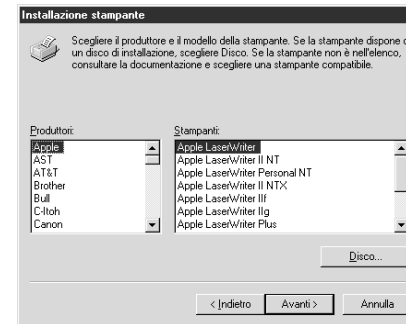 Installazione stampante
Scegliere il produttore e il modello della stampante. Se la stampante dispone
un disco di installazione, scegliere Disco. Se la stampante non è nell'elenco,
consultare la documentazione e scegliere una stampante compatibile.
Produttori:
Apple
AST
AT&T
Brother
Bull
C-Itoh
Canon
Stampanti:
Apple LaserWriter
Apple LaserWriter II NT
Apple LaserWriter Personal NT
Apple LaserWriter II NTX
Apple LaserWriter IIf
Apple LaserWriter IIg
Apple LaserWriter Plus
Disco...
< Indietro
Avanti >
Annulla